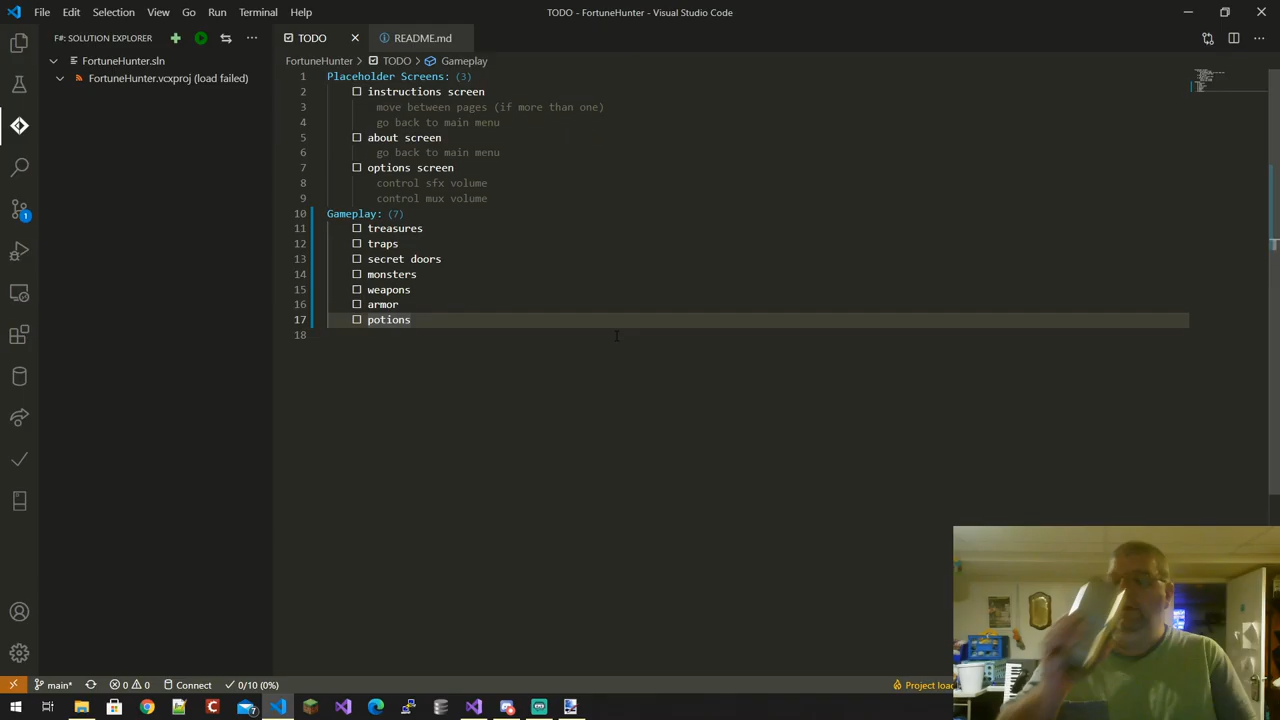 File Edit Selection View Go Run Terminal Help
TODO - FortuneHunter - Visual Studio Code
F#: SOLUTION EXPLORER
TODO
README.md
FortuneHunter.sln
FortuneHunter.vcxproj (load failed)
FortuneHunter > TODO > Gameplay
1 Placeholder Screens: (3)
2 instructions screen
3 move between pages (if more than one)
4 go back to main menu
5 about screen
6 go back to main menu
7 options screen
8 control sfx volume
9 control mux volume
10 Gameplay: (7)
11 treasures
12 traps
13 secret doors
14 monsters
15 weapons
16 armor
17 potions
18
1
main* 0 0 Connect 0/10 (0%)
Project
7